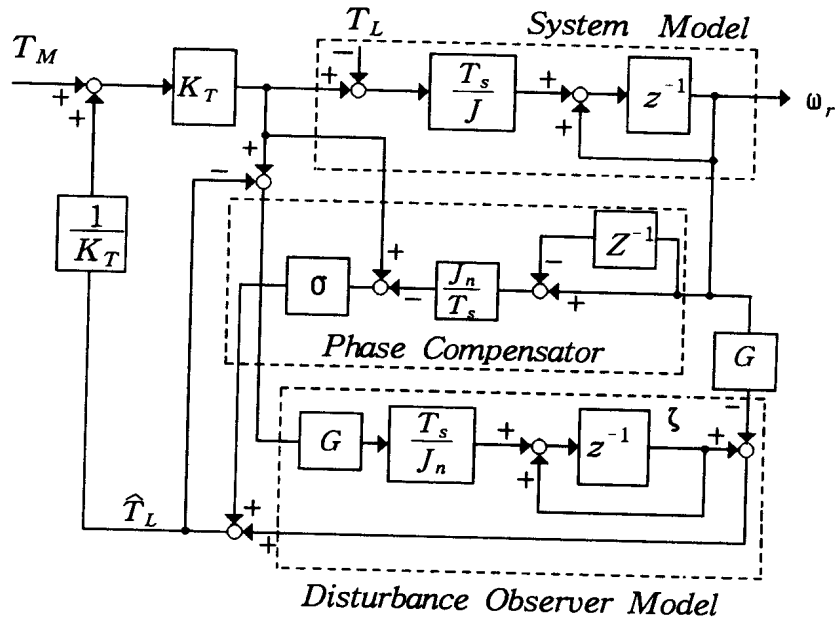 T_L
System Model
T_M
+
+
K_T
+
−
T_s
J
+
+
z⁻¹
ω_r
+
−
1
K_T
Z⁻¹
σ
+
−
J_n
T_s
−
+
Phase Compensator
G
−
G
T_s
J_n
+
+
z⁻¹
ζ
+
T̂_L
+
+
Disturbance Observer Model